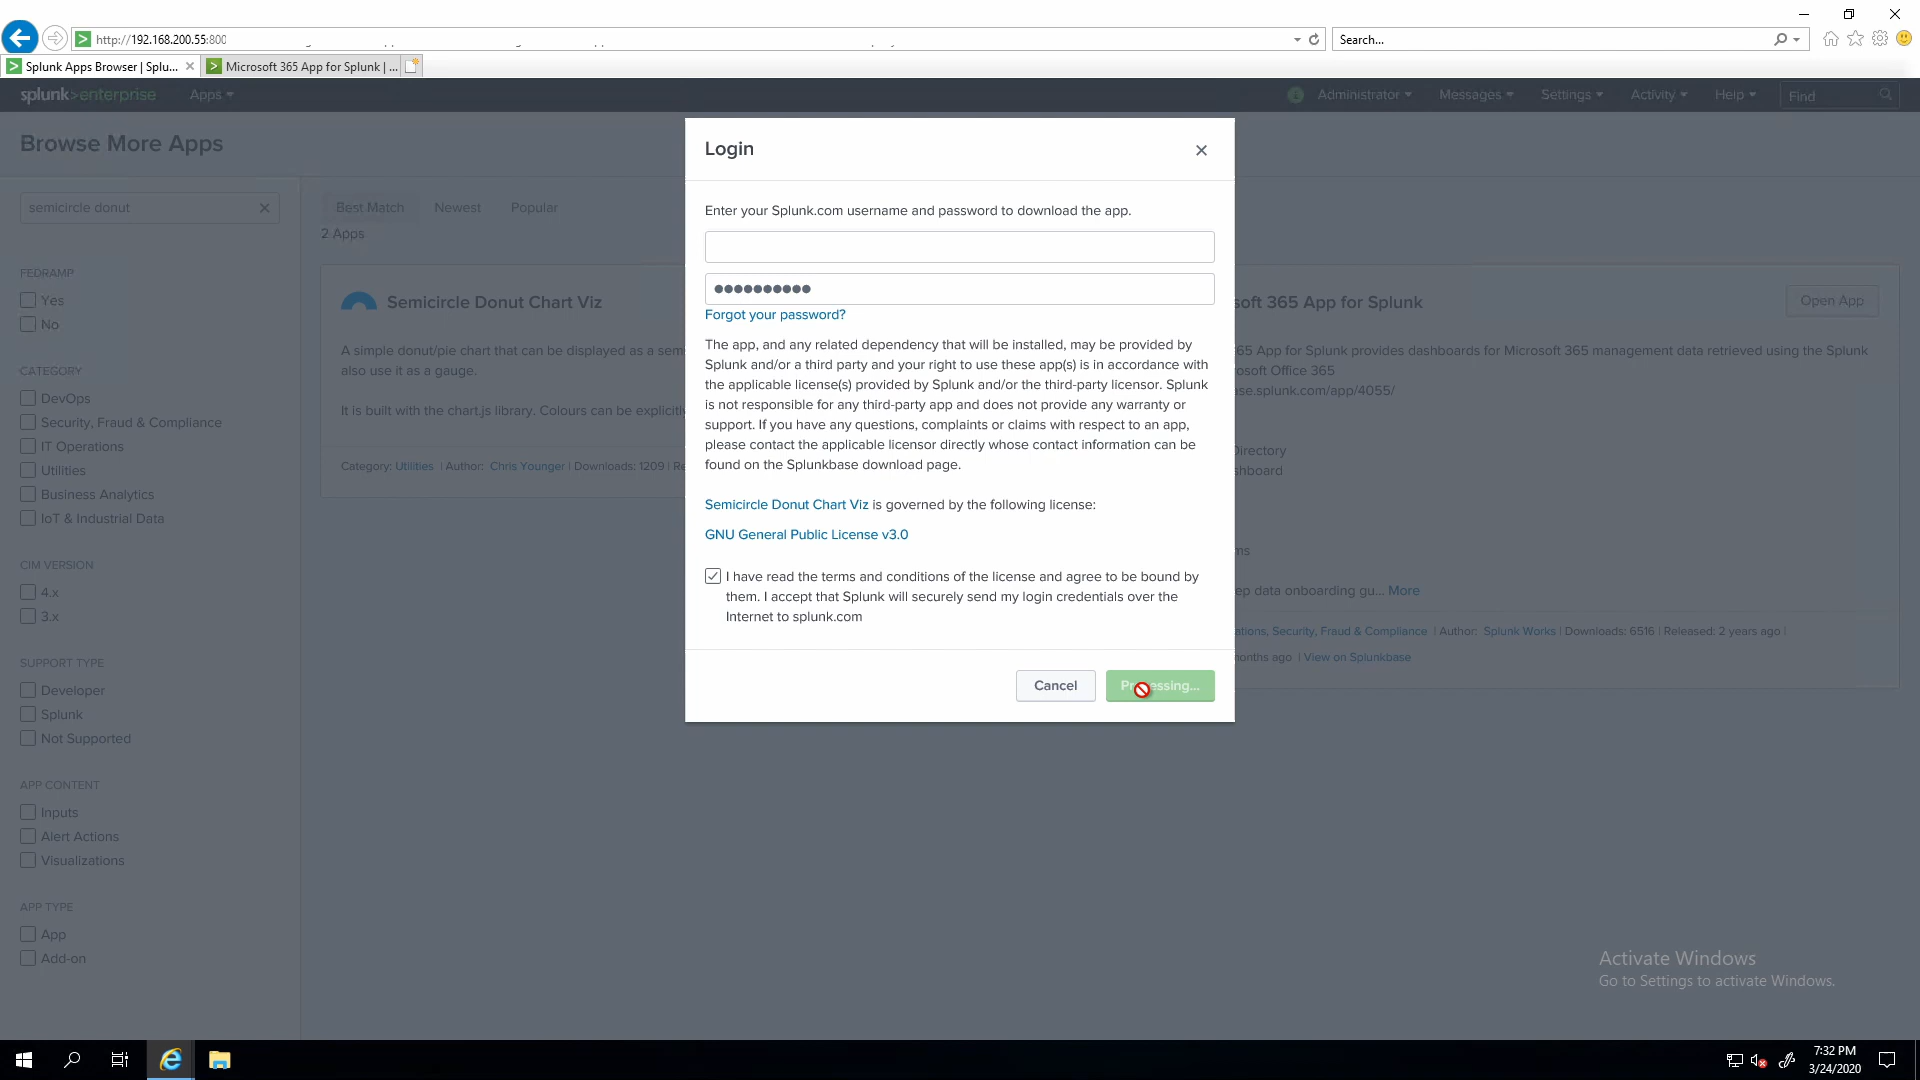 http://192.168.200.55:800
Search...
Splunk Apps Browser | Splu...
Microsoft 365 App for Splunk | ...
splunk>enterprise
Apps
Administrator
Messages
Settings
Activity
Help
Find
Browse More Apps
semicircle donut
FEDRAMP
Yes
No
CATEGORY
DevOps
Security, Fraud & Compliance
IT Operations
Utilities
Business Analytics
IoT & Industrial Data
CIM VERSION
4.x
3.x
SUPPORT TYPE
Developer
Splunk
Not Supported
APP CONTENT
Inputs
Alert Actions
Visualizations
APP TYPE
App
Add-on
Best Match
Newest
Popular
2 Apps
Semicircle Donut Chart Viz
A simple donut/pie chart that can be displayed as a sem
also use it as a gauge.
It is built with the chart.js library. Colours can be explicitl
Category: Utilities | Author: Chris Younger | Downloads: 1209 | Re
Login
Enter your Splunk.com username and password to download the app.
●●●●●●●●●●
Forgot your password?
The app, and any related dependency that will be installed, may be provided by
Splunk and/or a third party and your right to use these app(s) is in accordance with
the applicable license(s) provided by Splunk and/or the third-party licensor. Splunk
is not responsible for any third-party app and does not provide any warranty or
support. If you have any questions, complaints or claims with respect to an app,
please contact the applicable licensor directly whose contact information can be
found on the Splunkbase download page.
Semicircle Donut Chart Viz is governed by the following license:
GNU General Public License v3.0
I have read the terms and conditions of the license and agree to be bound by
them. I accept that Splunk will securely send my login credentials over the
Internet to splunk.com
Cancel
Processing...
soft 365 App for Splunk
Open App
365 App for Splunk provides dashboards for Microsoft 365 management data retrieved using the Splunk
osoft Office 365
ase.splunk.com/app/4055/
Directory
shboard
ns
ep data onboarding gu... More
ations, Security, Fraud & Compliance | Author: Splunk Works | Downloads: 6516 | Released: 2 years ago |
months ago | View on Splunkbase
Activate Windows
Go to Settings to activate Windows.
7:32 PM
3/24/2020